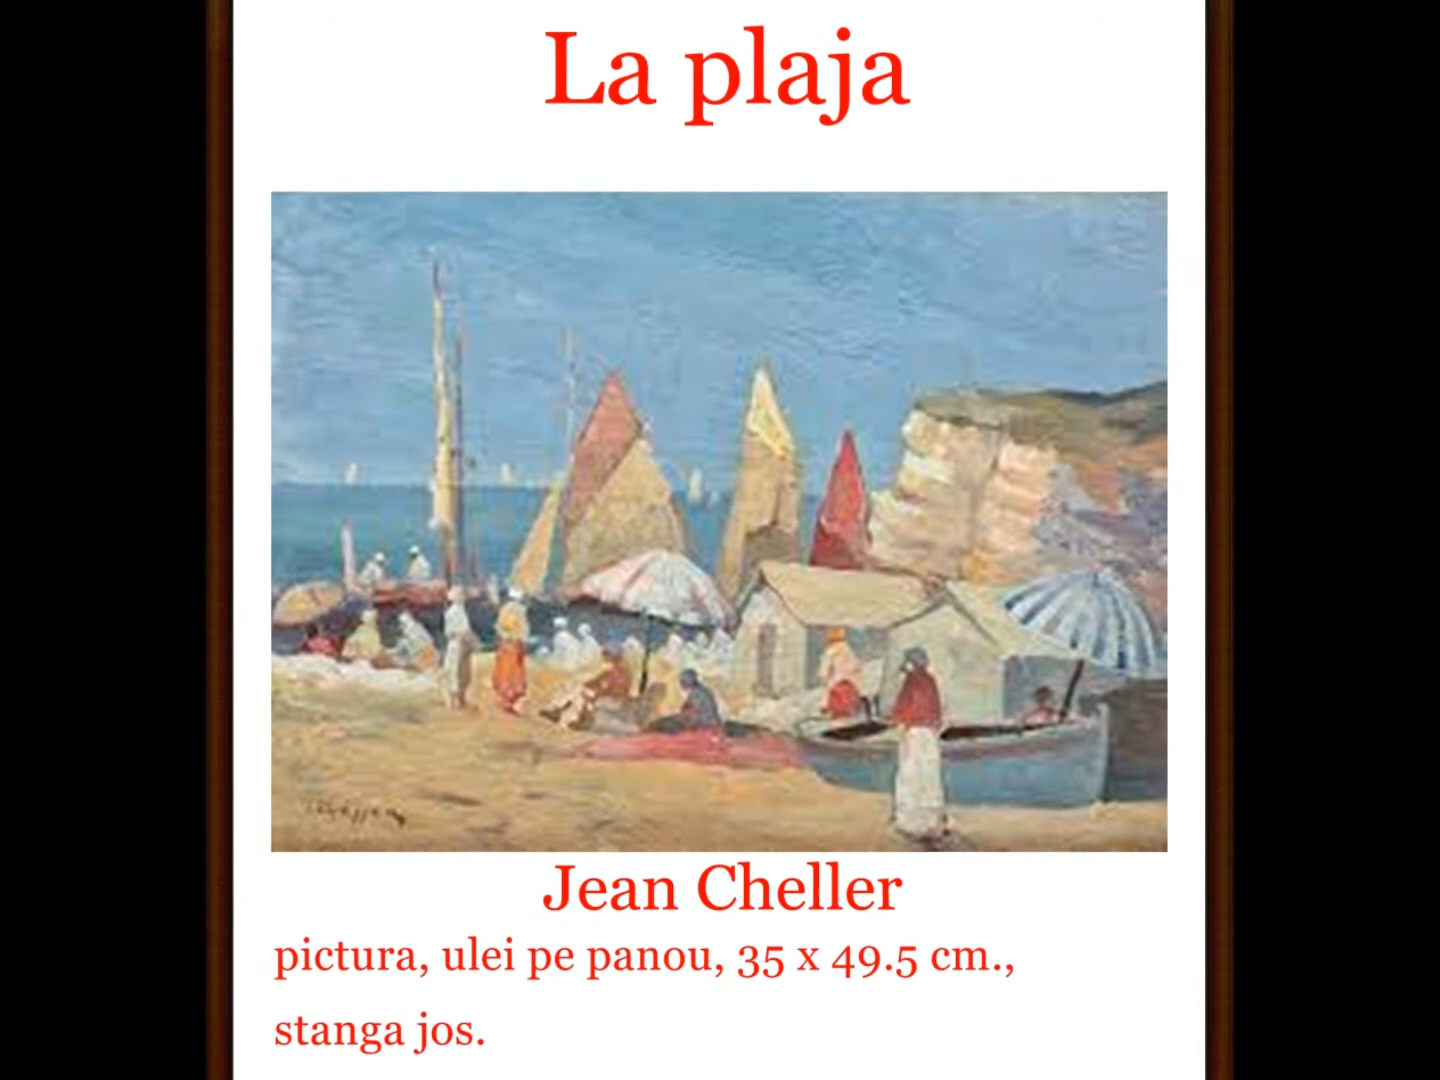 La plaja
Jean Cheller
pictura, ulei pe panou, 35 x 49.5 cm.,
stanga jos.